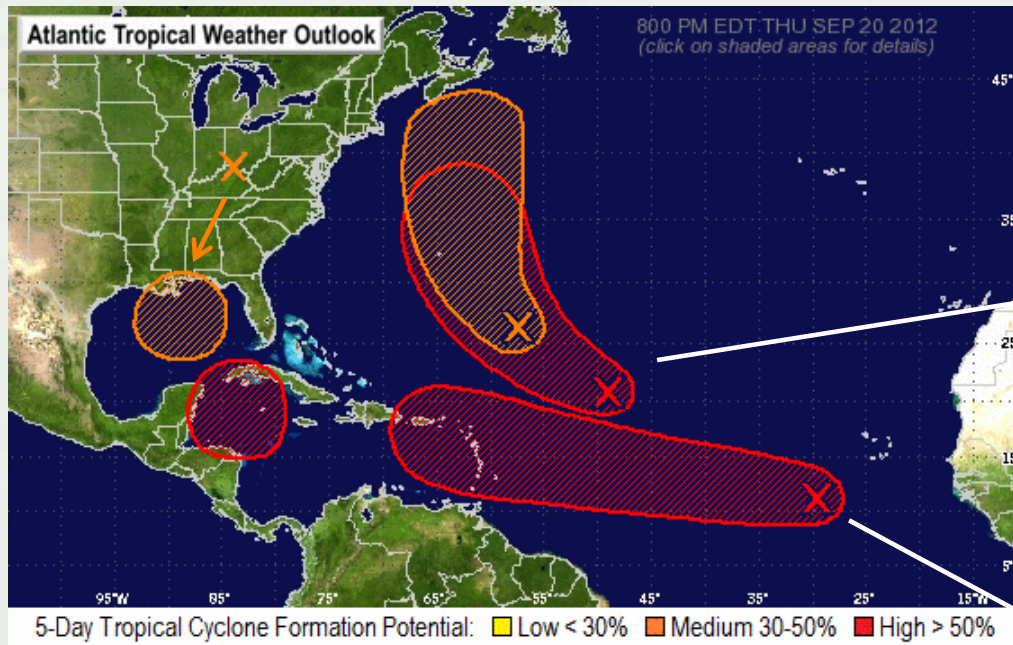 Atlantic Tropical Weather Outlook
800 PM EDT THU SEP 20 2012
(click on shaded areas for details)
45°
35
25
15
5°
95°W 85° 75° 65° 55° 45° 35° 25° 15°W
5-Day Tropical Cyclone Formation Potential: Low < 30% Medium 30-50% High > 50%